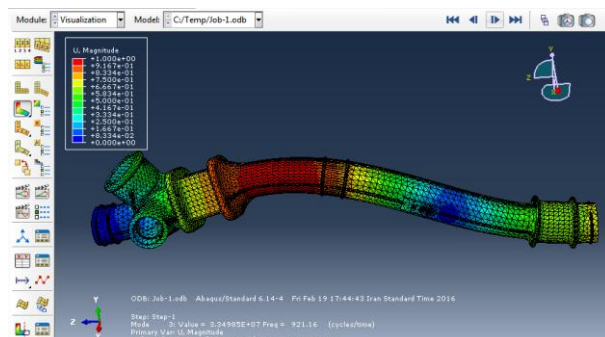 Module: Visualization Model: C:/Temp/Job-1.odb
U, Magnitude
+1.000e+00
+9.167e-01
+8.334e-01
+7.500e-01
+6.667e-01
+5.834e-01
+5.000e-01
+4.167e-01
+3.334e-01
+2.500e-01
+1.667e-01
+8.334e-02
+0.000e+00
Y
Z
Y
Z
ODB: Job-1.odb Abaqus/Standard 6.14-4 Fri Feb 19 17:44:43 Iran Standard Time 2016
Step: Step-1
Mode 3: Value = 3.34985E+07 Freq = 921.16 (cycles/time)
Primary Var: U, Magnitude